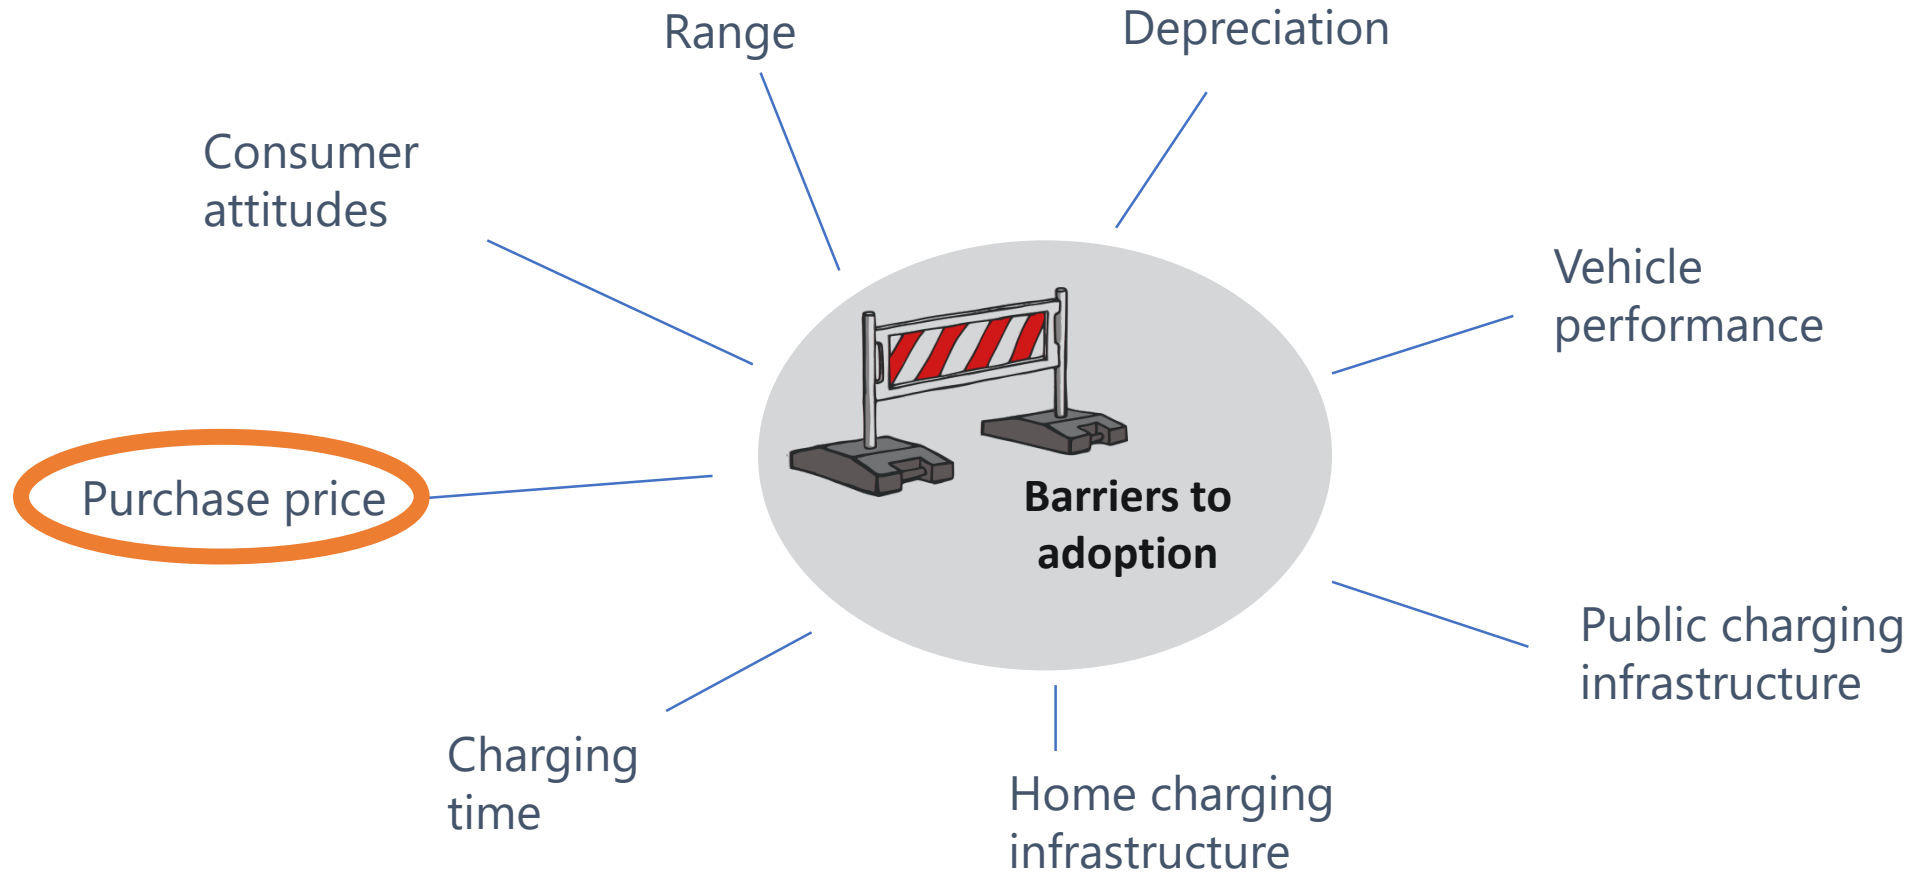 Range
Depreciation
Consumer
attitudes
Vehicle
performance
Purchase price
Barriers to
adoption
Public charging
infrastructure
Charging
time
Home charging
infrastructure